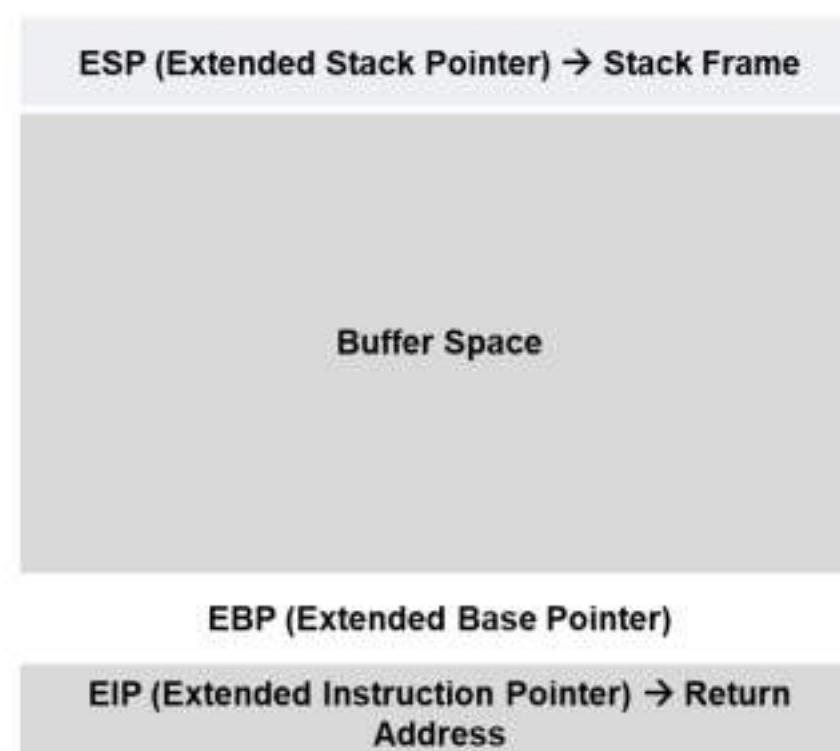 ESP (Extended Stack Pointer) → Stack Frame
Buffer Space
EBP (Extended Base Pointer)
EIP (Extended Instruction Pointer) → Return
Address